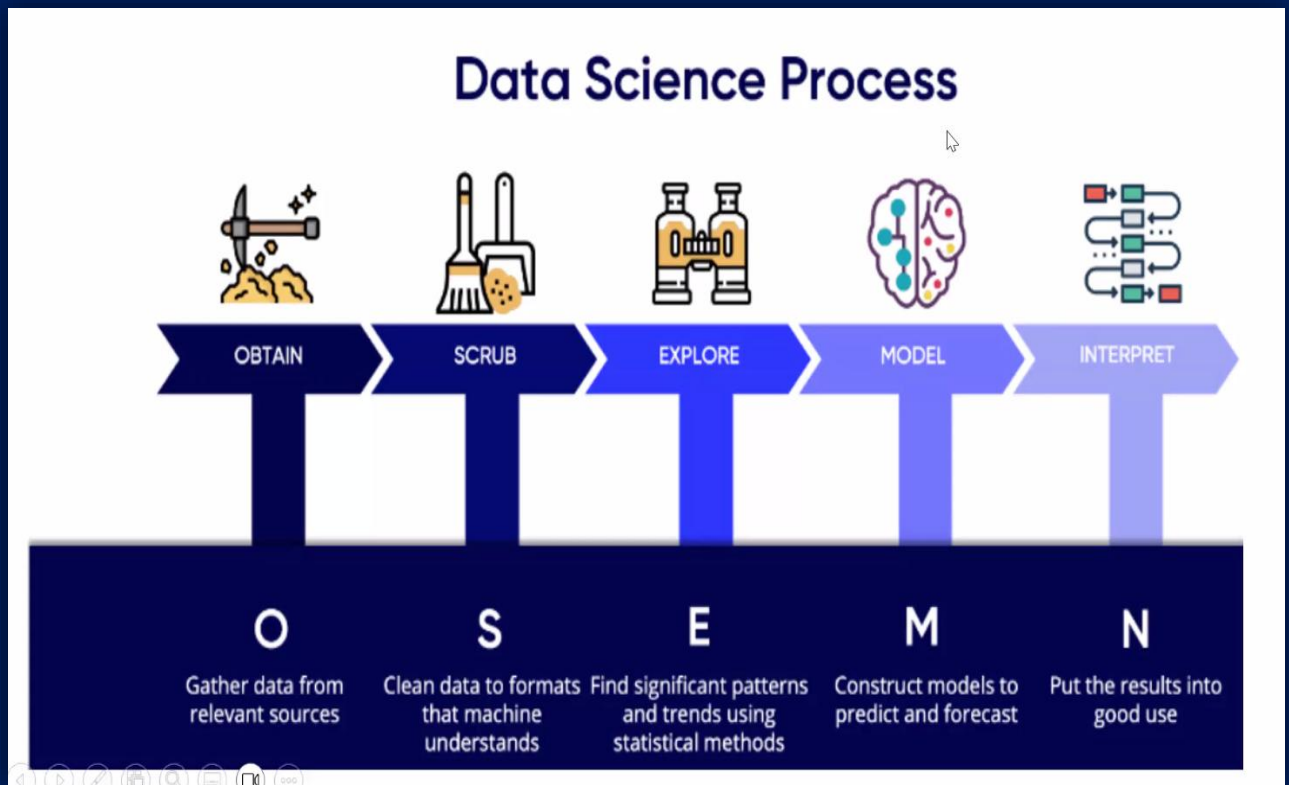 Data Science Process
OBTAIN
SCRUB
EXPLORE
MODEL
INTERPRET
O
Gather data from
relevant sources
S
Clean data to formats
that machine
understands
E
Find significant patterns
and trends using
statistical methods
M
Construct models to
predict and forecast
N
Put the results into
good use